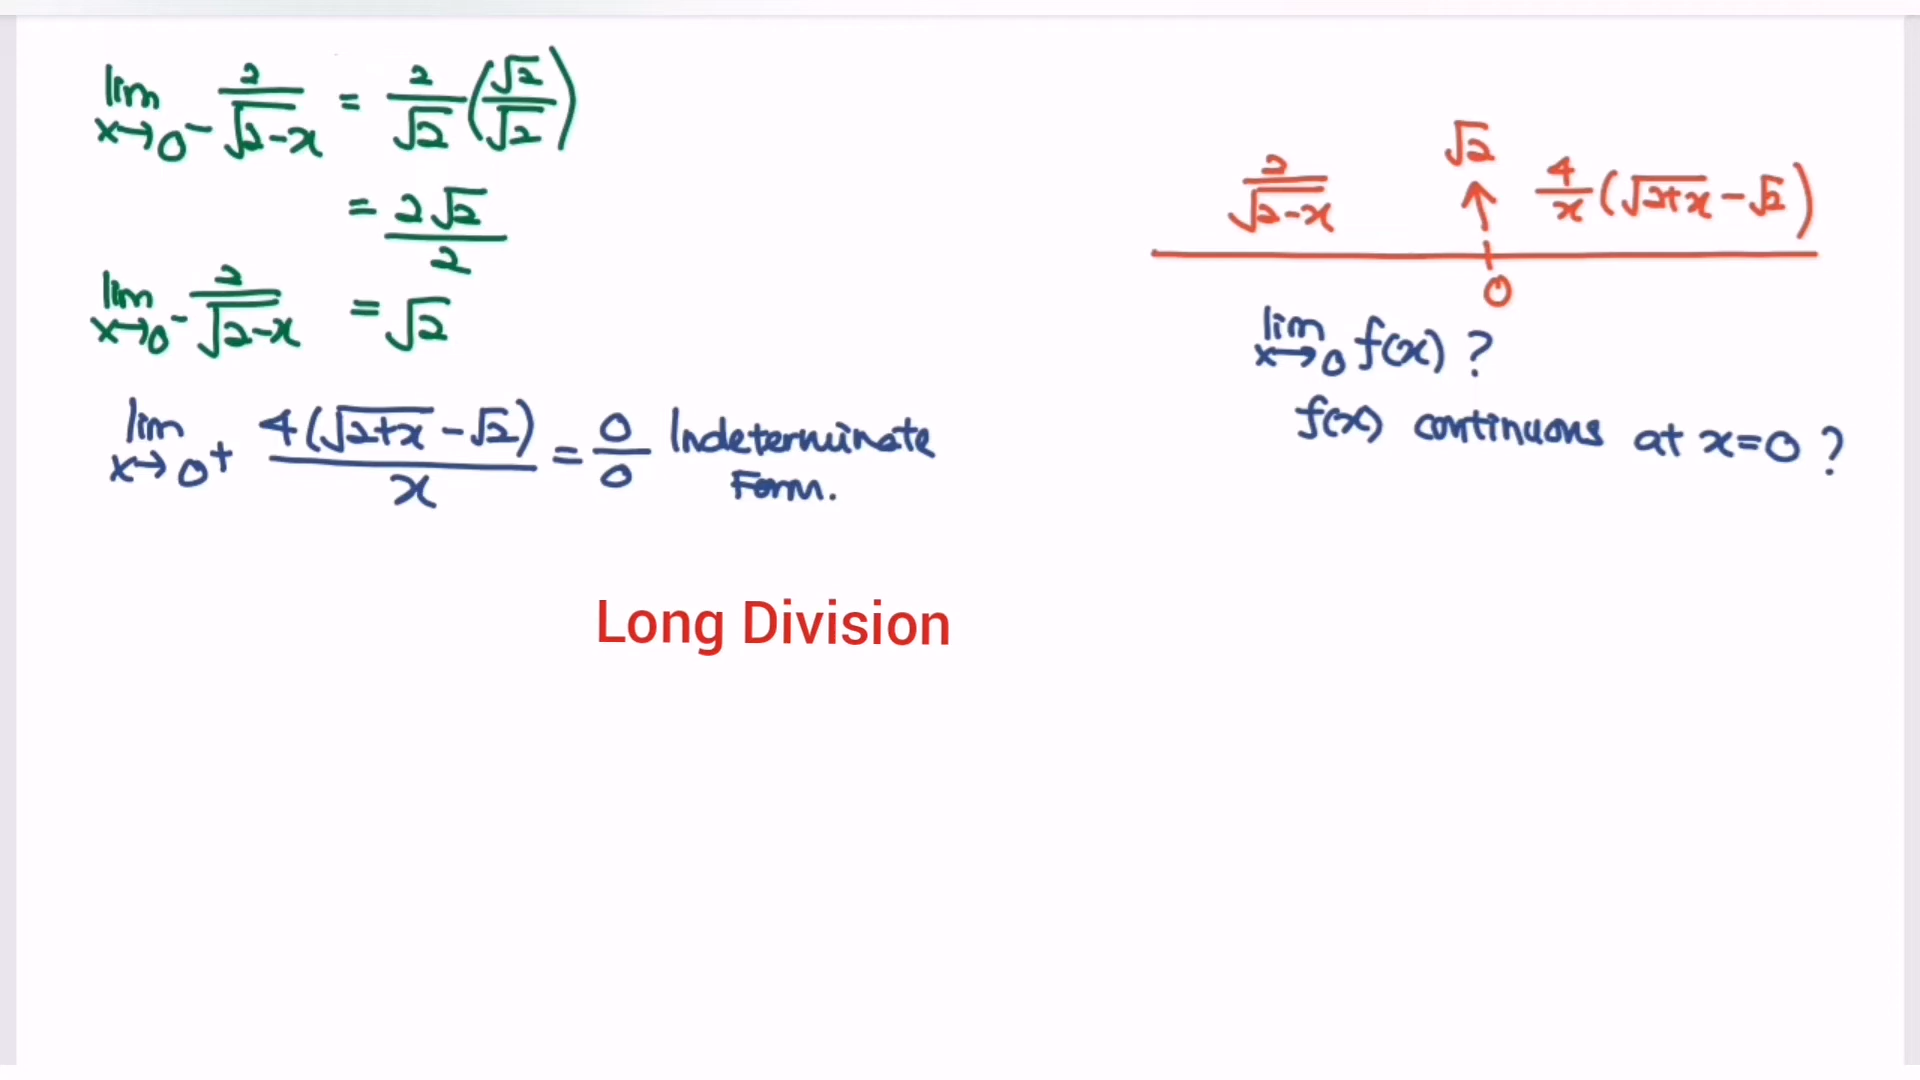 lim x→0⁻ 2/√(2-x) = 2/√2 (√2/√2)
= 2√2/2
lim x→0⁻ 2/√(2-x) = √2
lim x→0⁺ 4(√(2+x) - √2)/x = 0/0 Indeterminate
Form.
2/√(2-x) √2 4/x (√(2+x) - √2)
0
lim x→0 f(x) ?
f(x) continuous at x=0 ?
Long Division